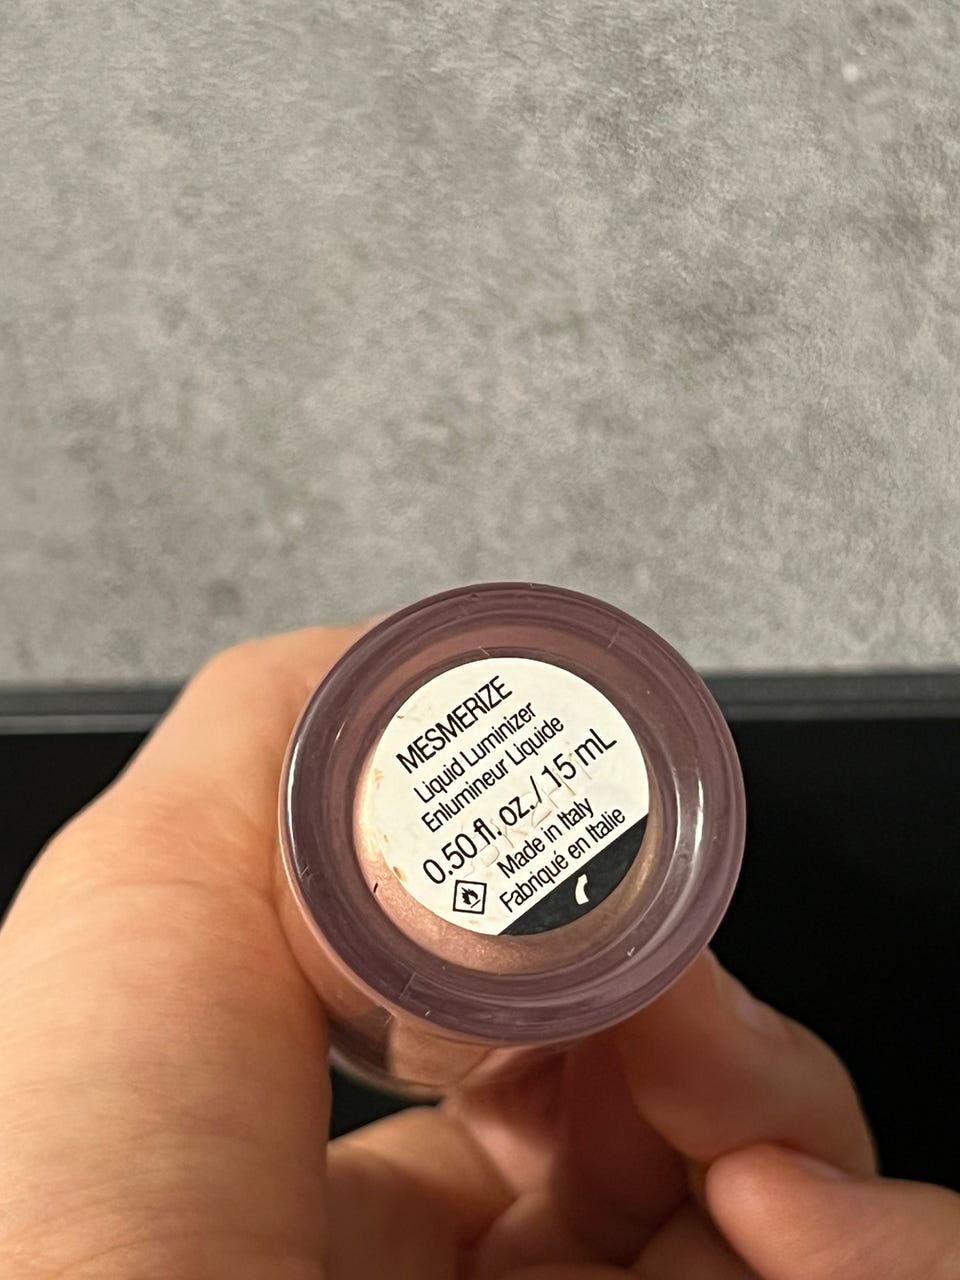 MESMERIZE
Liquid Luminizer
Enlumineur Liquide
0.50 fl. oz./ 15 mL
Made in Italy
Fabriqué en Italie